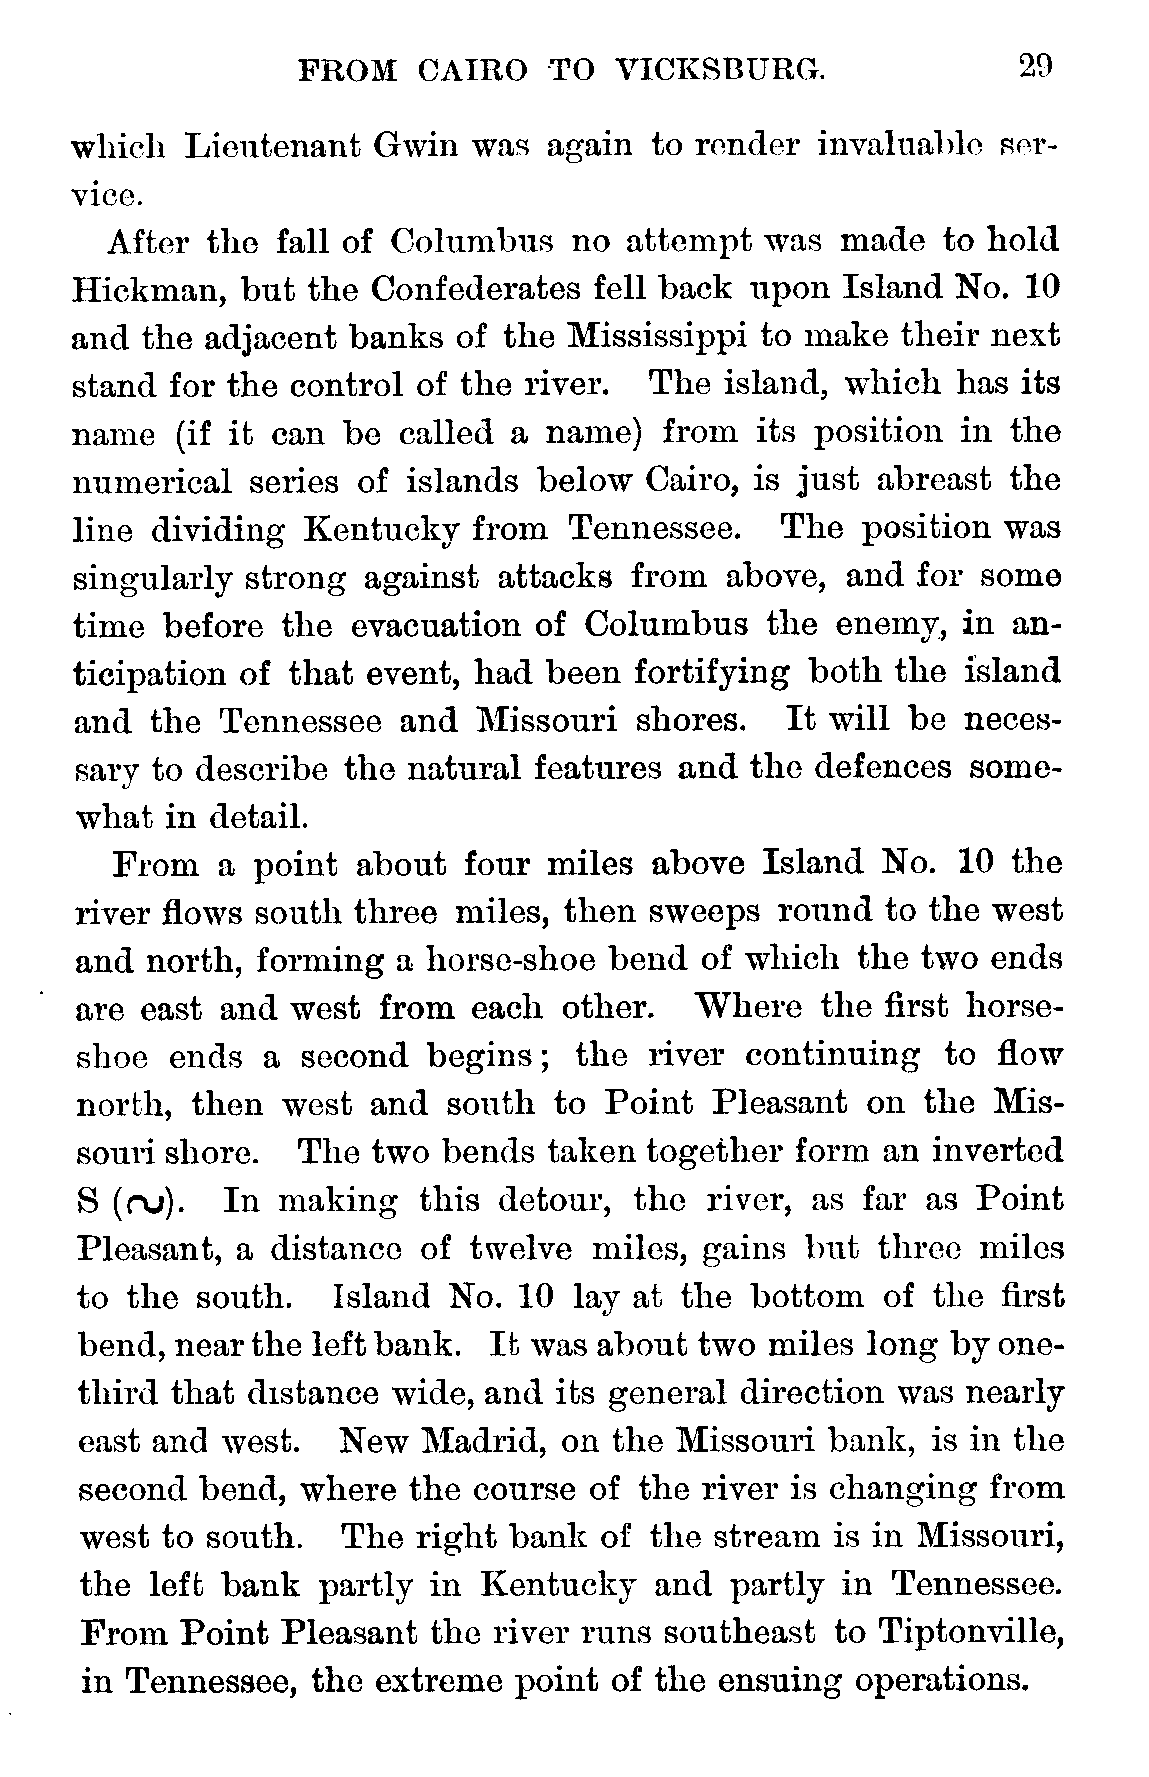 FROM CAIRO TO VICKSBURG. 29
which Lieutenant Gwin was again to render invaluable ser-
vice.
After the fall of Columbus no attempt was made to hold
Hickman, but the Confederates fell back upon Island No. 10
and the adjacent banks of the Mississippi to make their next
stand for the control of the river. The island, which has its
name (if it can be called a name) from its position in the
numerical series of islands below Cairo, is just abreast the
line dividing Kentucky from Tennessee. The position was
singularly strong against attacks from above, and for some
time before the evacuation of Columbus the enemy, in an-
ticipation of that event, had been fortifying both the island
and the Tennessee and Missouri shores. It will be neces-
sary to describe the natural features and the defences some-
what in detail.
From a point about four miles above Island No. 10 the
river flows south three miles, then sweeps round to the west
and north, forming a horse-shoe bend of which the two ends
are east and west from each other. Where the first horse-
shoe ends a second begins; the river continuing to flow
north, then west and south to Point Pleasant on the Mis-
souri shore. The two bends taken together form an inverted
S (∾). In making this detour, the river, as far as Point
Pleasant, a distance of twelve miles, gains but three miles
to the south. Island No. 10 lay at the bottom of the first
bend, near the left bank. It was about two miles long by one-
third that distance wide, and its general direction was nearly
east and west. New Madrid, on the Missouri bank, is in the
second bend, where the course of the river is changing from
west to south. The right bank of the stream is in Missouri,
the left bank partly in Kentucky and partly in Tennessee.
From Point Pleasant the river runs southeast to Tiptonville,
in Tennessee, the extreme point of the ensuing operations.